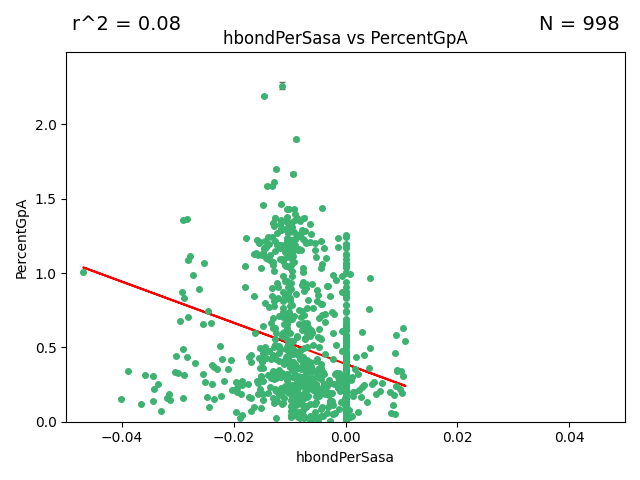 r^2 = 0.08
N = 998
hbondPerSasa vs PercentGpA
PercentGpA
2.0
1.5
1.0
0.5
0.0
−0.04
−0.02
0.00
0.02
0.04
hbondPerSasa